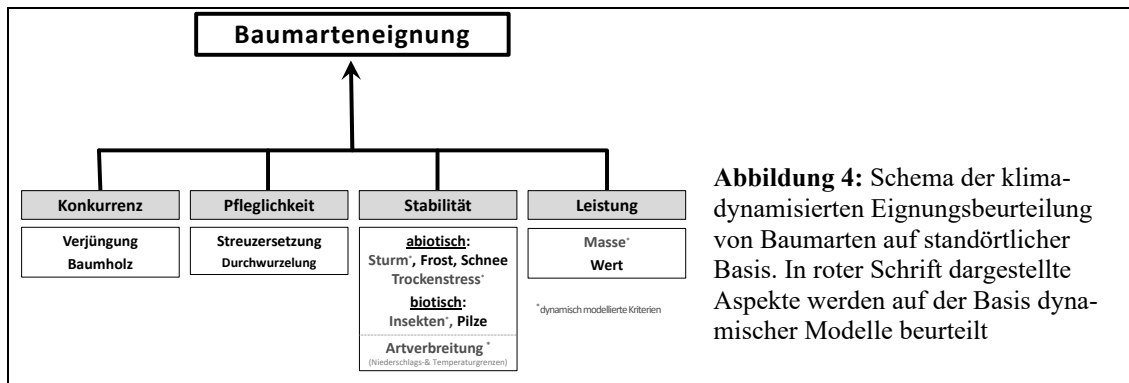 Baumarteneignung
Konkurrenz
Verjüngung
Baumholz
Pfleglichkeit
Streuzersetzung
Durchwurzelung
Stabilität
abiotisch:
Sturm*, Frost, Schnee
Trockenstress*
biotisch:
Insekten*, Pilze
Artverbreitung *
(Niederschlags-& Temperaturgrenzen)
Leistung
Masse*
Wert
* dynamisch modellierte Kriterien
Abbildung 4: Schema der klima-
dynamisierten Eignungsbeurteilung
von Baumarten auf standörtlicher
Basis. In roter Schrift dargestellte
Aspekte werden auf der Basis dyna-
mischer Modelle beurteilt